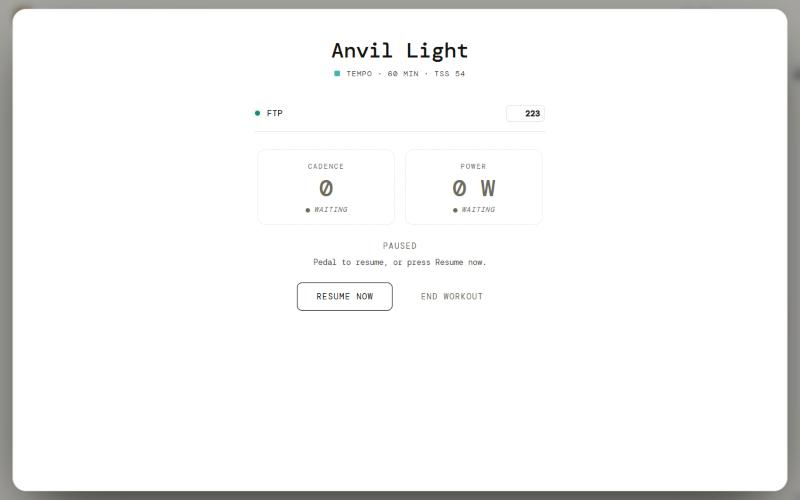 Anvil Light
TEMPO · 60 MIN · TSS 54
FTP 223
CADENCE POWER
0 0 W
WAITING WAITING
PAUSED
Pedal to resume, or press Resume now.
RESUME NOW END WORKOUT